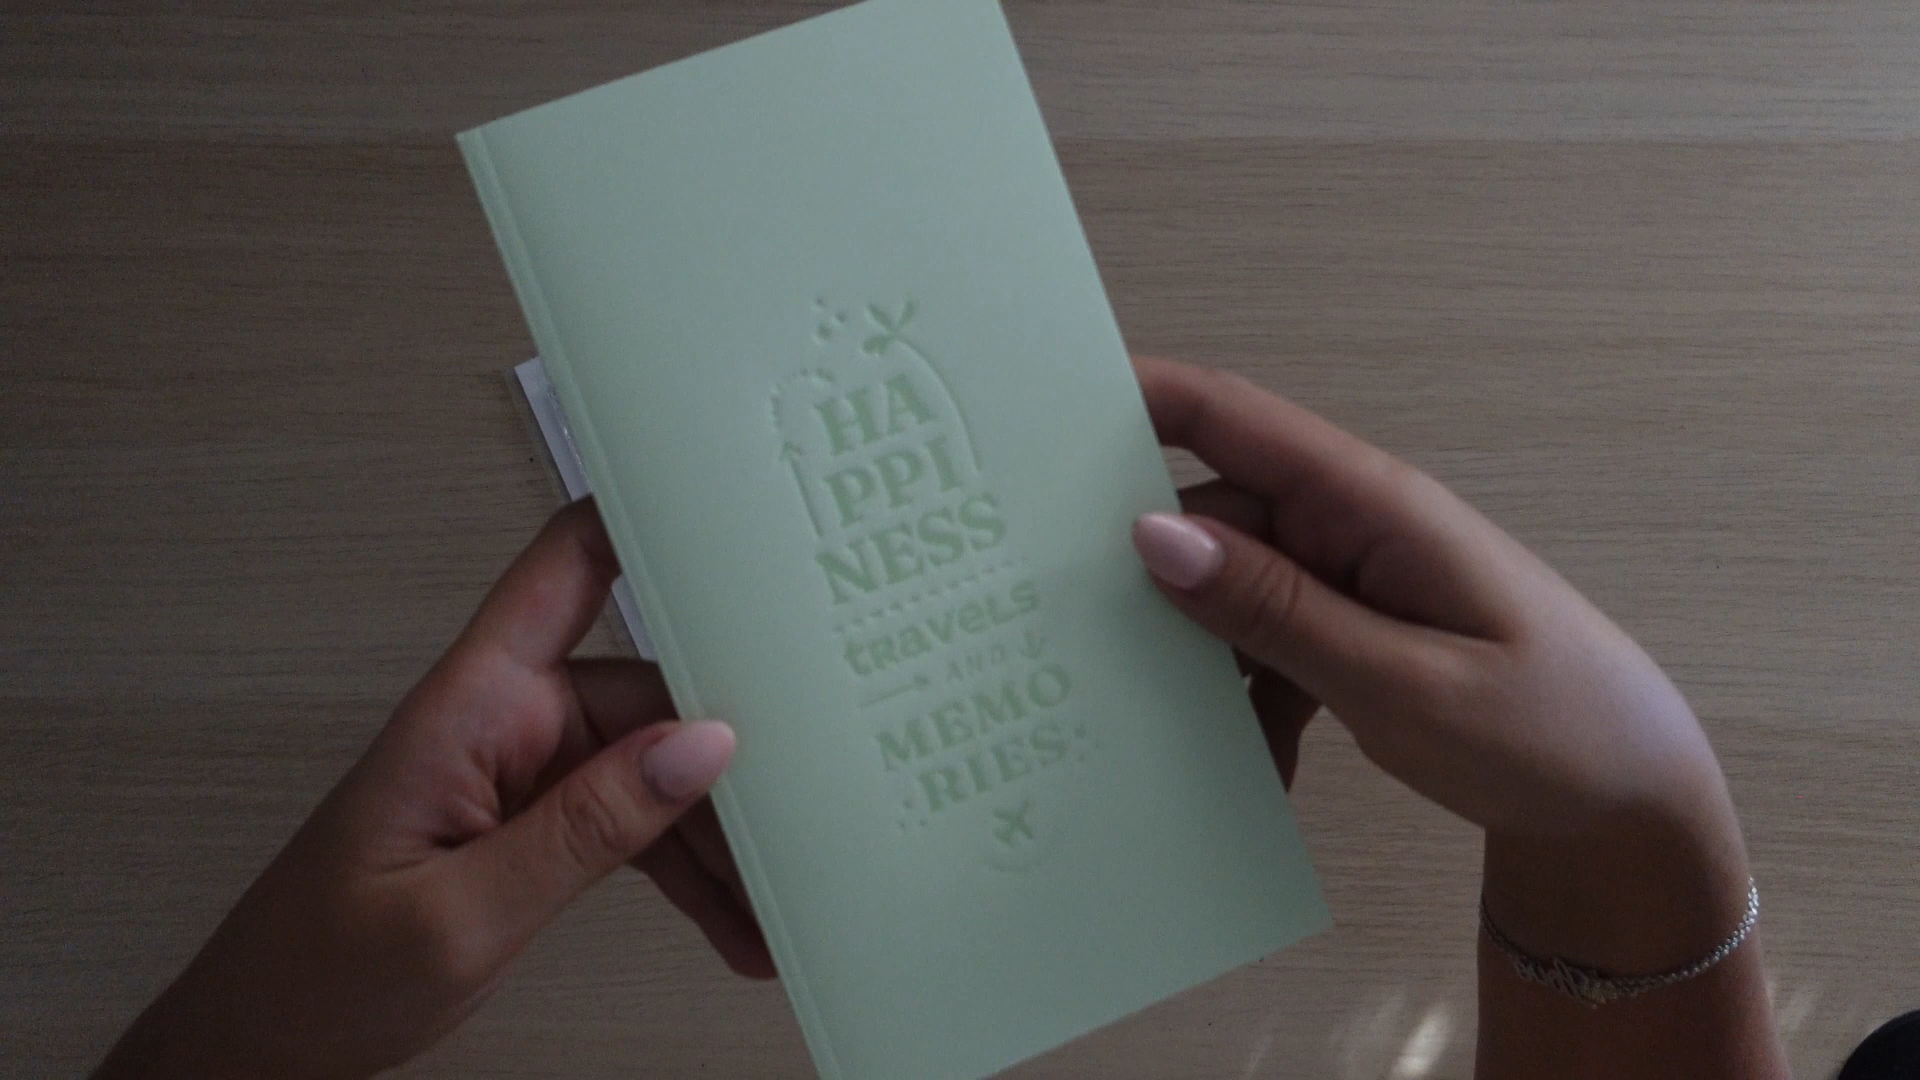 HA
PPI
NESS
travels
AND
MEMO
RIES